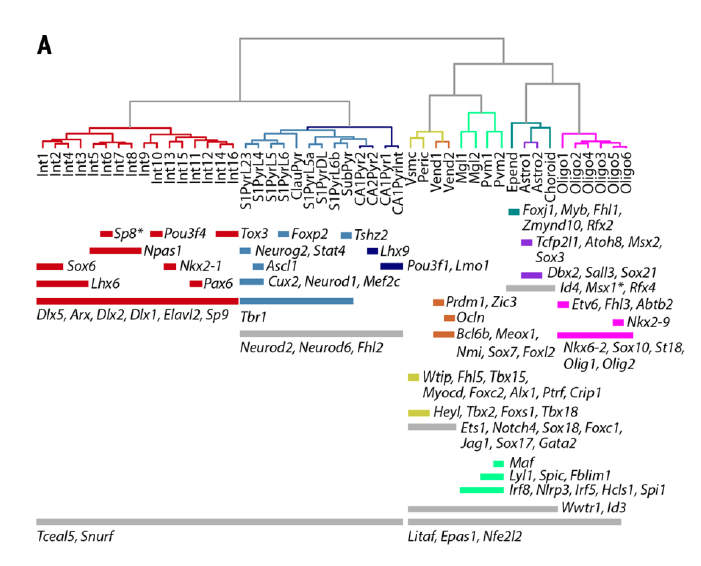 A
Int1 Int2 Int4 Int3 Int5 Int6 Int7 Int8 Int9 Int10 Int13 Int15 Int11 Int12 Int14 Int16 S1PyrL23 S1PyrL4 S1PyrL5 S1PyrL6 ClauPyr S1PyrL5a S1PyrDL S1PyrL6b SubPyr CA1Pyr2 CA2Pyr2 CA1Pyr1 CA1PyrInt Vsmc Peric Vend1 Vend2 Mgl1 Mgl2 Pvm1 Pvm2 Epend Astro1 Astro2 Choroid Oligo1 Oligo2 Oligo4 Oligo3 Oligo5 Oligo6
Sp8* Pou3f4 Tox3 Foxp2 Tshz2
Npas1 Neurog2, Stat4 Lhx9
Sox6 Nkx2-1 Ascl1 Pou3f1, Lmo1
Lhx6 Pax6 Cux2, Neurod1, Mef2c
Dlx5, Arx, Dlx2, Dlx1, Elavl2, Sp9 Tbr1
Neurod2, Neurod6, Fhl2
Foxj1, Myb, Fhl1,
Zmynd10, Rfx2
Tcfp2l1, Atoh8, Msx2,
Sox3
Dbx2, Sall3, Sox21
Id4, Msx1*, Rfx4
Prdm1, Zic3 Etv6, Fhl3, Abtb2
Ocln Nkx2-9
Bcl6b, Meox1,
Nmi, Sox7, Foxl2
Nkx6-2, Sox10, St18,
Olig1, Olig2
Wtip, Fhl5, Tbx15,
Myocd, Foxc2, Alx1, Ptrf, Crip1
Heyl, Tbx2, Foxs1, Tbx18
Ets1, Notch4, Sox18, Foxc1,
Jag1, Sox17, Gata2
Maf
Lyl1, Spic, Fblim1
Irf8, Nlrp3, Irf5, Hcls1, Spi1
Wwtr1, Id3
Tceal5, Snurf Litaf, Epas1, Nfe2l2